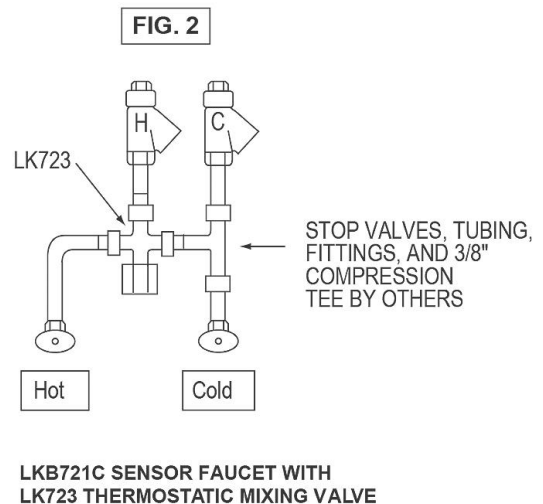 FIG. 2
H
C
LK723
STOP VALVES, TUBING,
FITTINGS, AND 3/8"
COMPRESSION
TEE BY OTHERS
Hot
Cold
LKB721C SENSOR FAUCET WITH
LK723 THERMOSTATIC MIXING VALVE